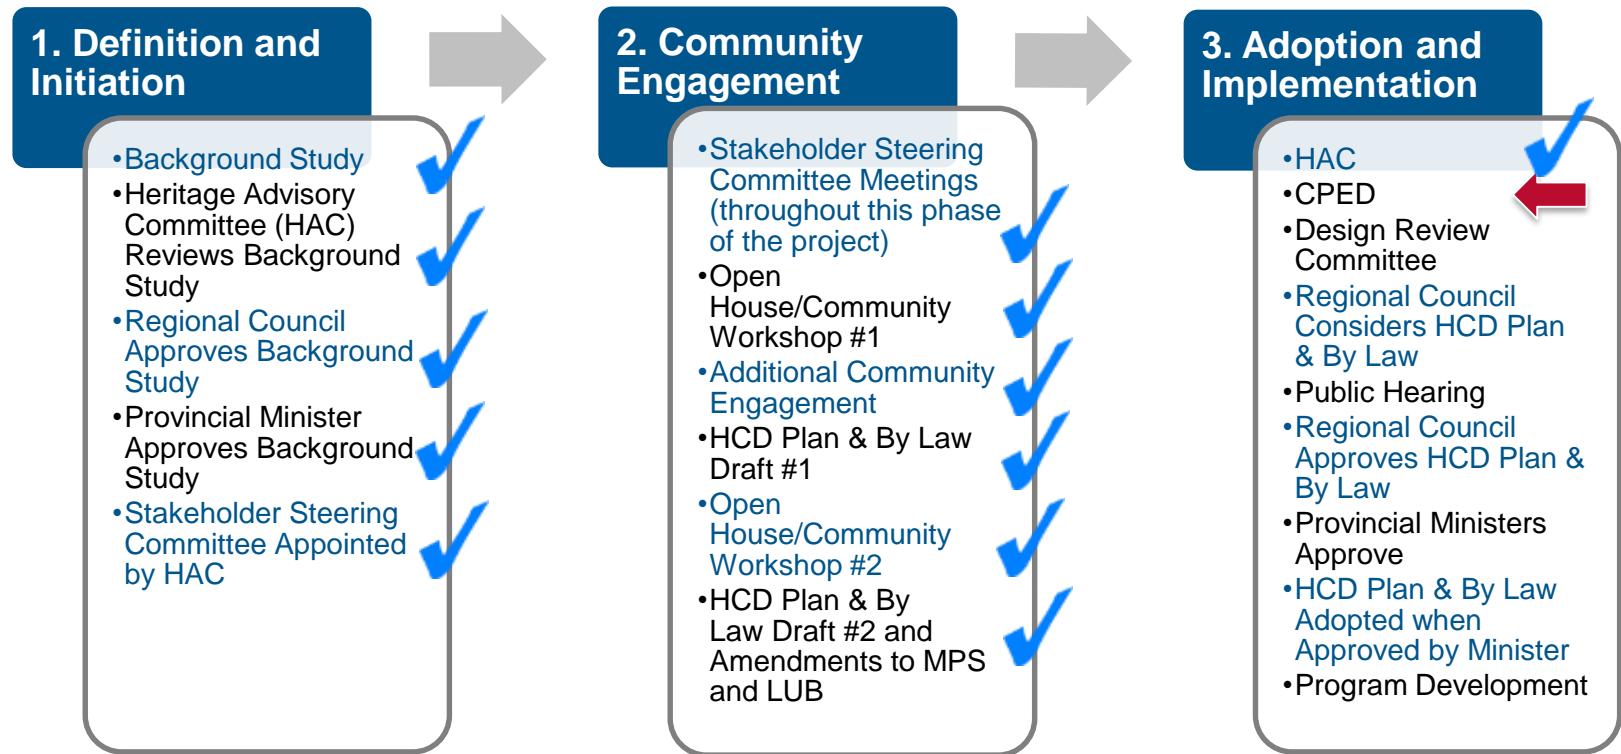 1. Definition and
Initiation
•Background Study
•Heritage Advisory
Committee (HAC)
Reviews Background
Study
•Regional Council
Approves Background
Study
•Provincial Minister
Approves Background
Study
•Stakeholder Steering
Committee Appointed
by HAC
2. Community
Engagement
•Stakeholder Steering
Committee Meetings
(throughout this phase
of the project)
•Open
House/Community
Workshop #1
•Additional Community
Engagement
•HCD Plan & By Law
Draft #1
•Open
House/Community
Workshop #2
•HCD Plan & By
Law Draft #2 and
Amendments to MPS
and LUB
3. Adoption and
Implementation
•HAC
•CPED
•Design Review
Committee
•Regional Council
Considers HCD Plan
& By Law
•Public Hearing
•Regional Council
Approves HCD Plan &
By Law
•Provincial Ministers
Approve
•HCD Plan & By Law
Adopted when
Approved by Minister
•Program Development